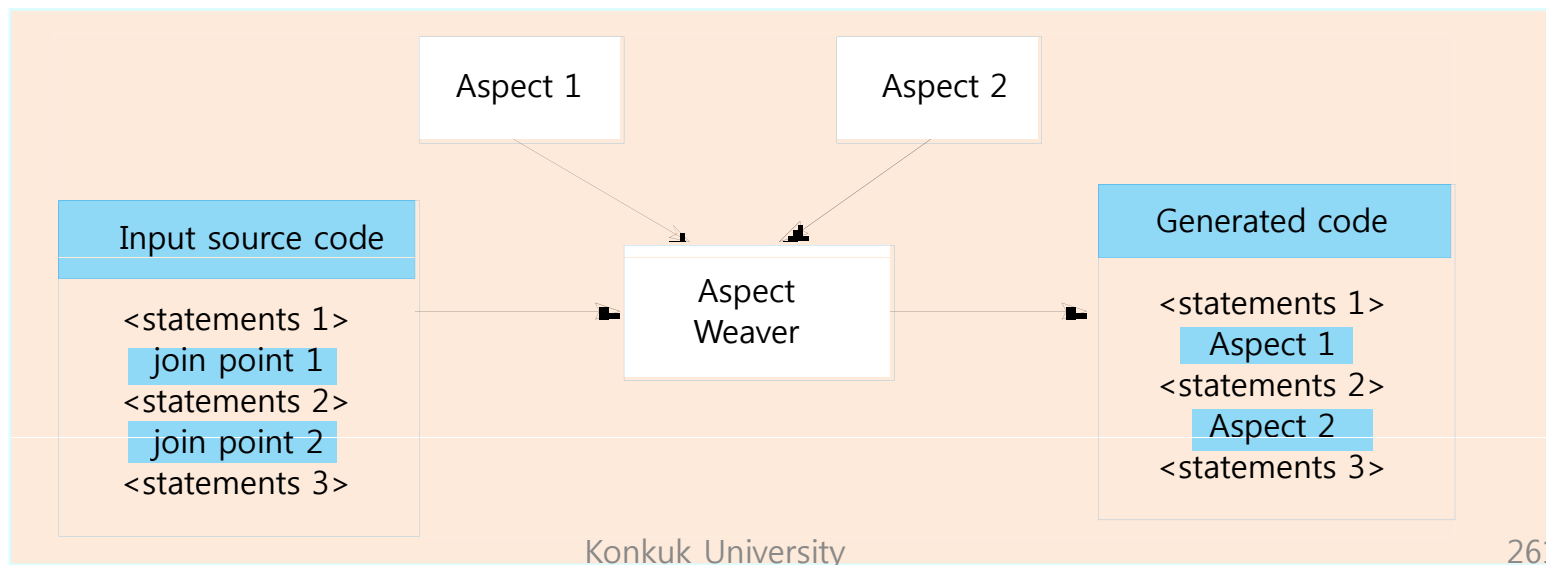 Aspect 1
Aspect 2
Input source code
<statements 1>
join point 1
<statements 2>
join point 2
<statements 3>
Aspect
Weaver
Generated code
<statements 1>
Aspect 1
<statements 2>
Aspect 2
<statements 3>
Konkuk University